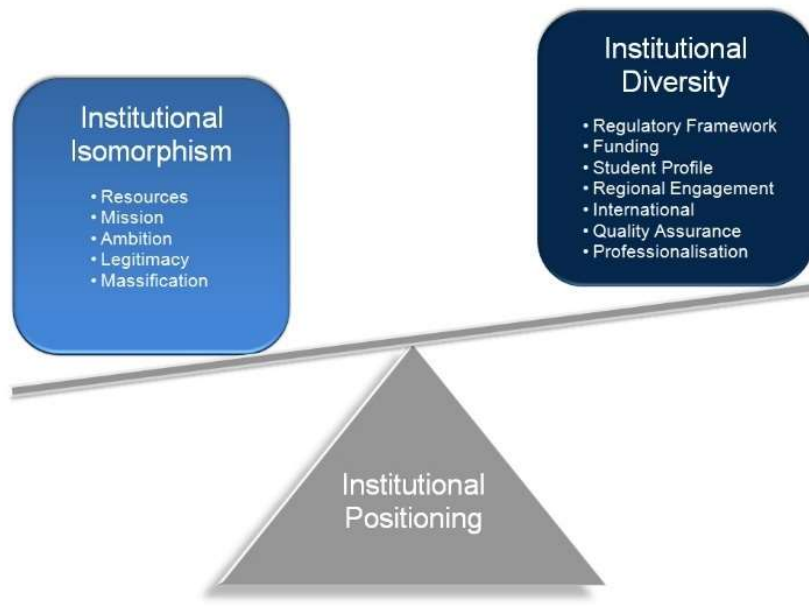 Institutional
Isomorphism
• Resources
• Mission
• Ambition
• Legitimacy
• Massification
Institutional
Diversity
• Regulatory Framework
• Funding
• Student Profile
• Regional Engagement
• International
• Quality Assurance
• Professionalisation
Institutional
Positioning